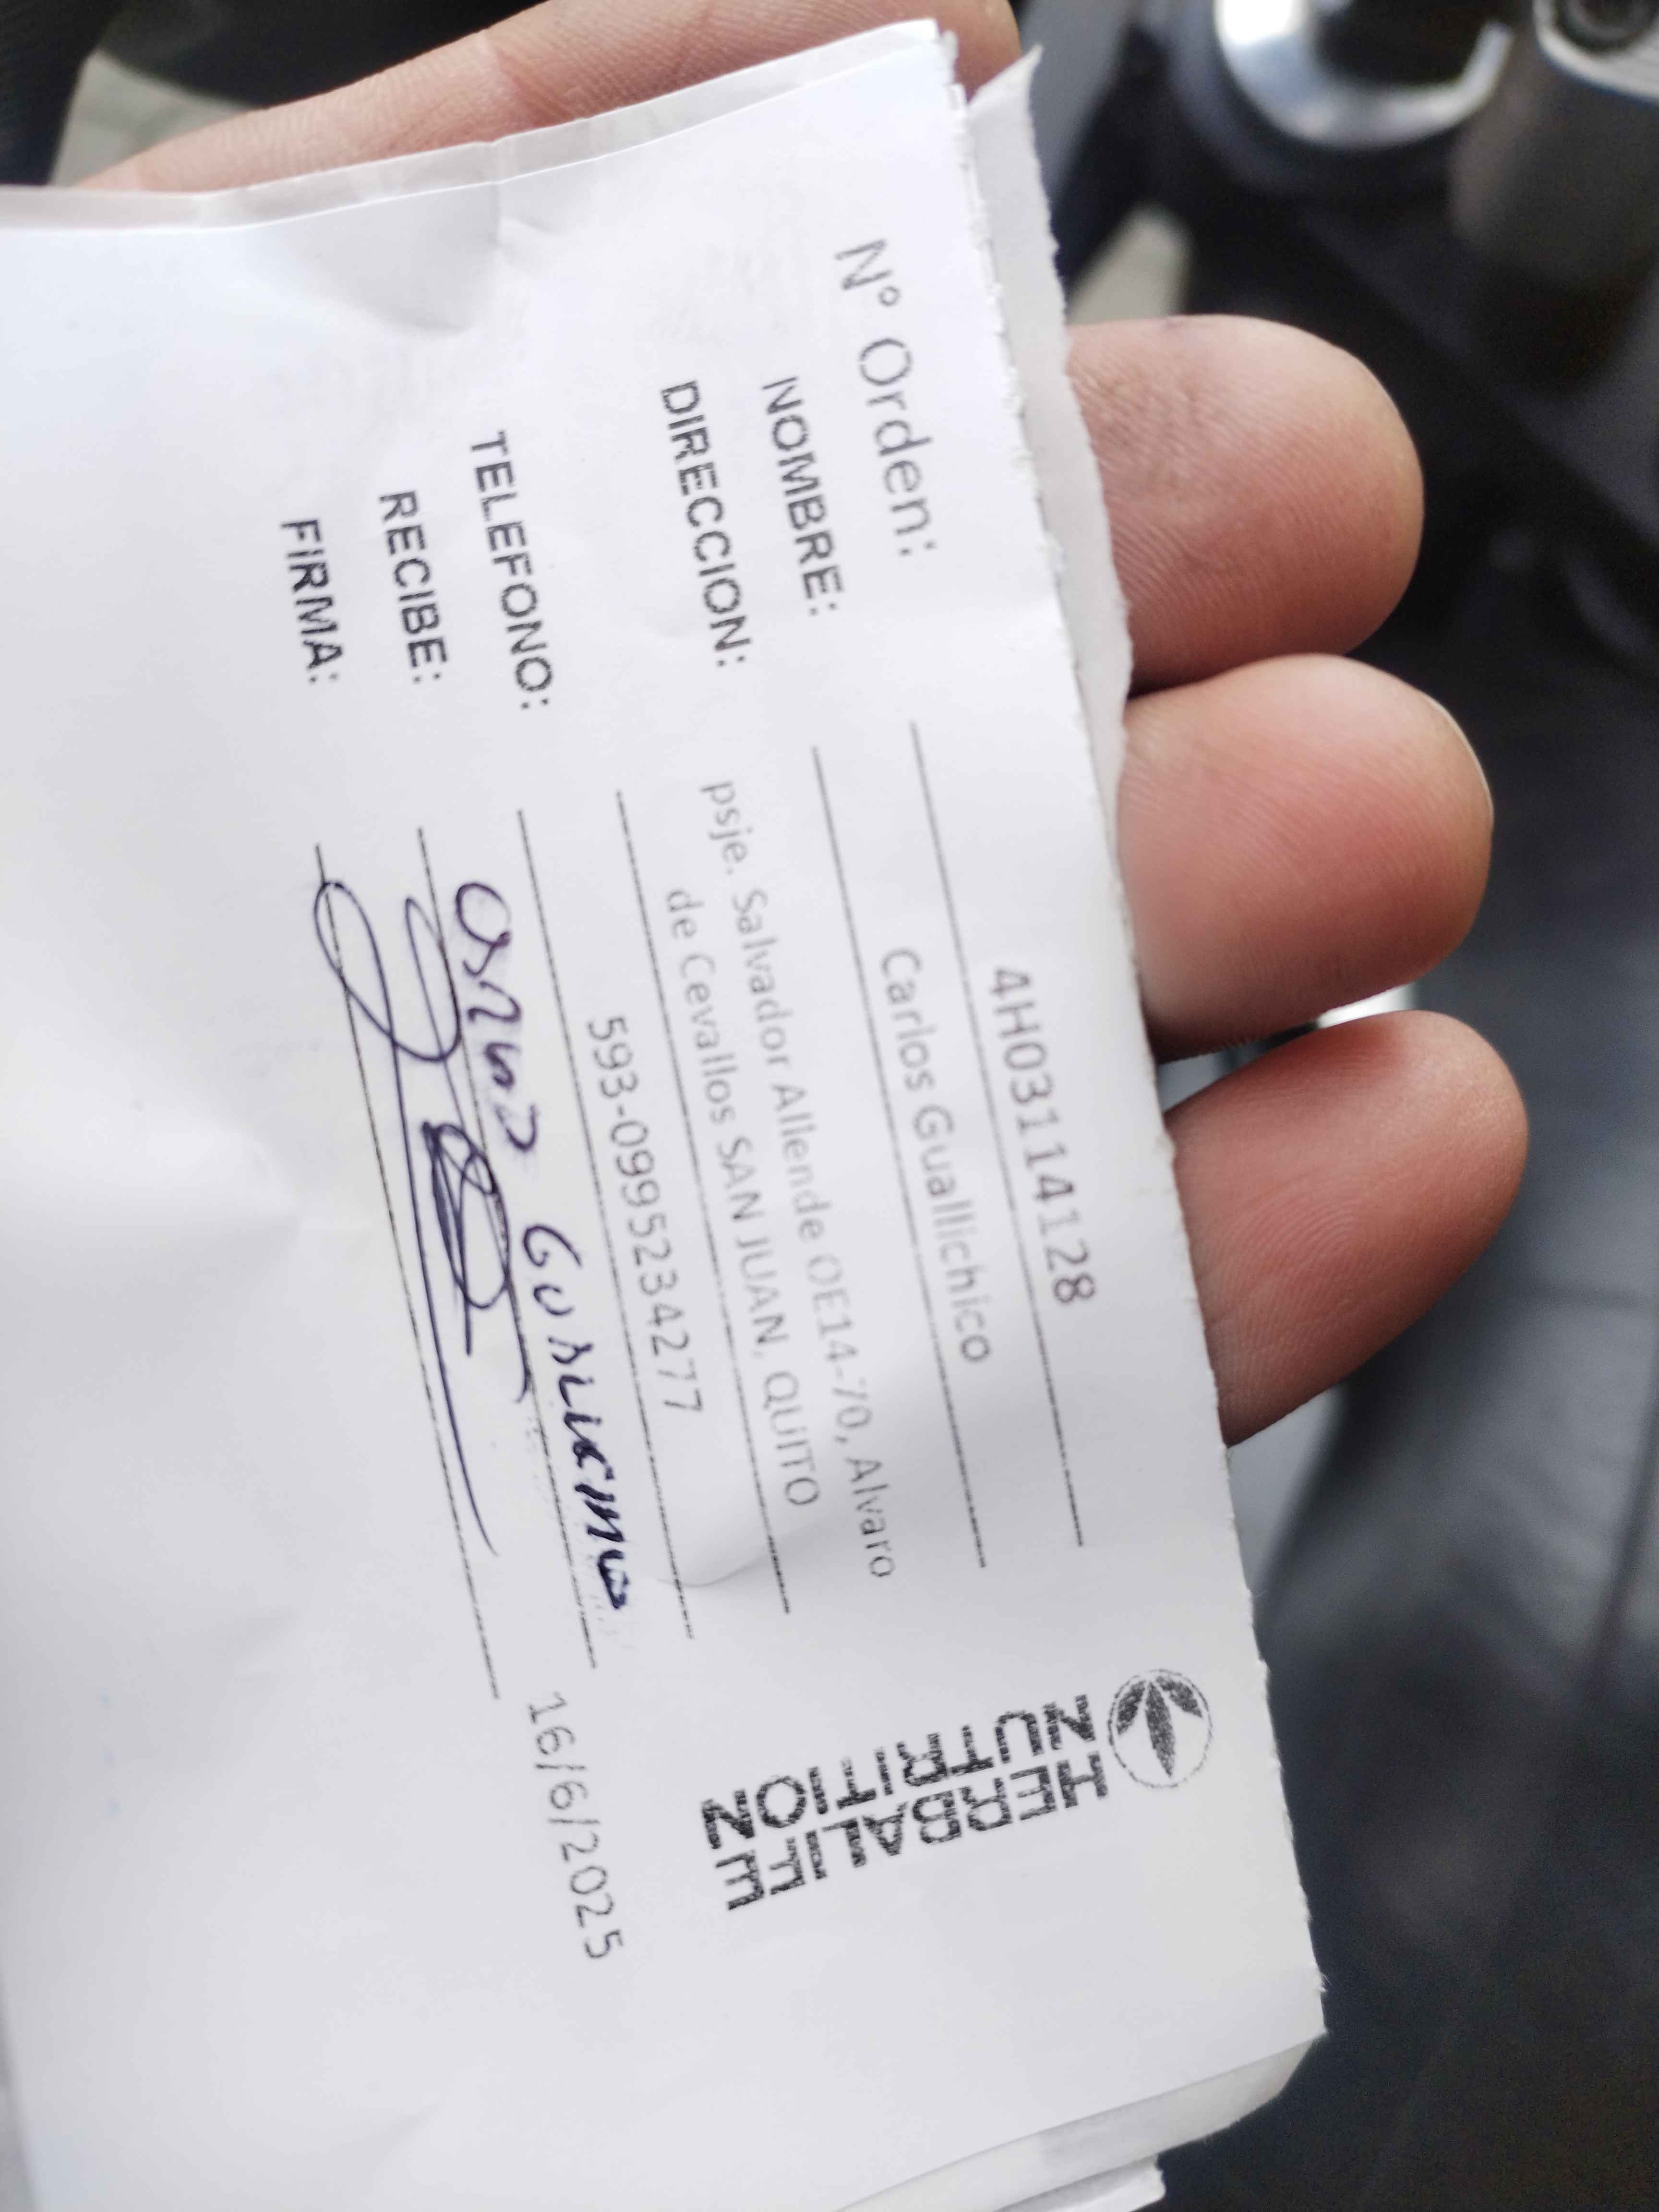 N° Orden: 4H03114128
NOMBRE: Carlos Guallichico
DIRECCION: psje. Salvador Allende OE14-70, Alvaro
de Cevallos SAN JUAN, QUITO
TELEFONO: 593-0995234277
RECIBE:
FIRMA:
16/6/2025
HERBALIFE
NUTRITION